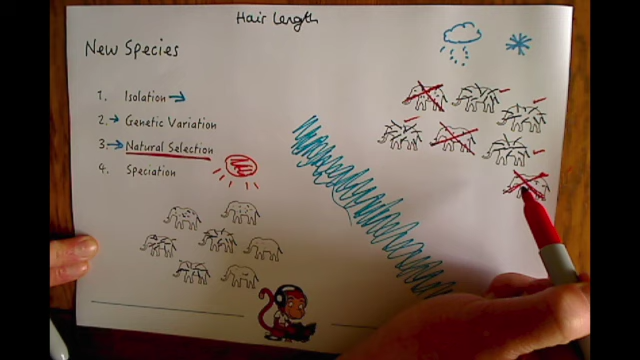 Hair Length
New Species
1. Isolation →
2. → Genetic Variation
3. → Natural Selection
4. Speciation